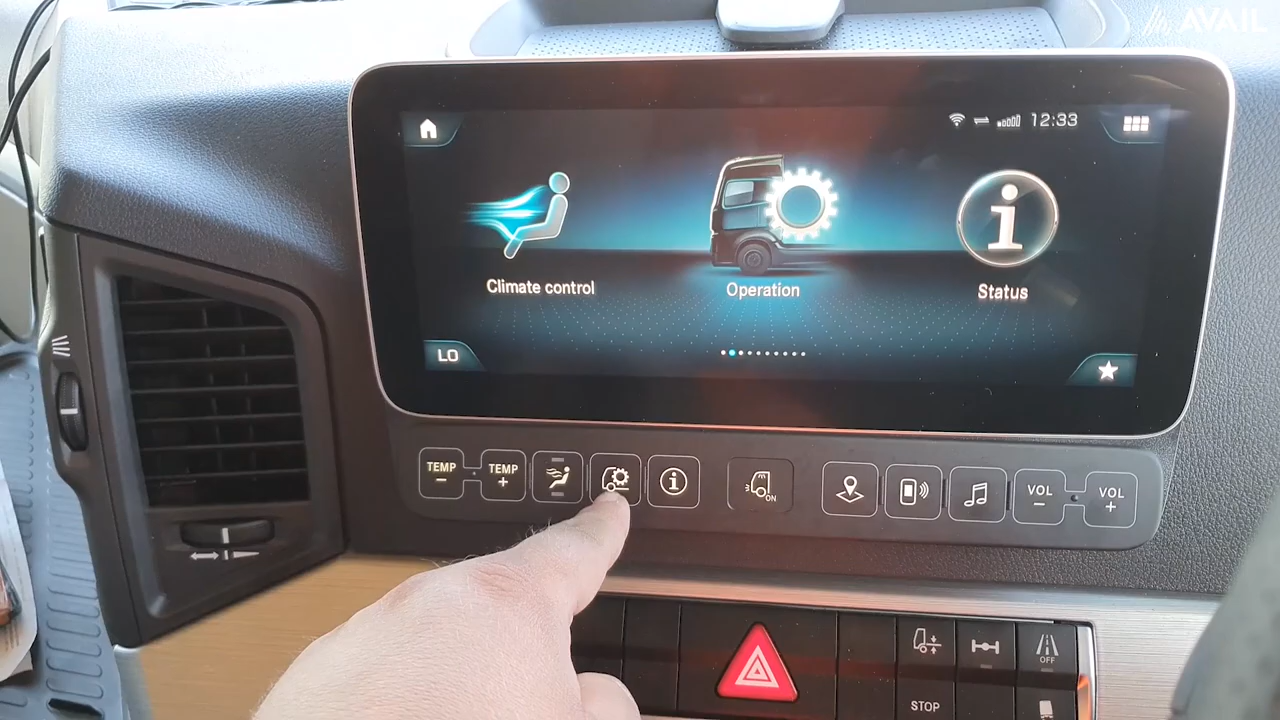 AVAIL
12:33
Climate control
Operation
Status
LO
TEMP
−
TEMP
+
ON
VOL
−
VOL
+
OFF
STOP